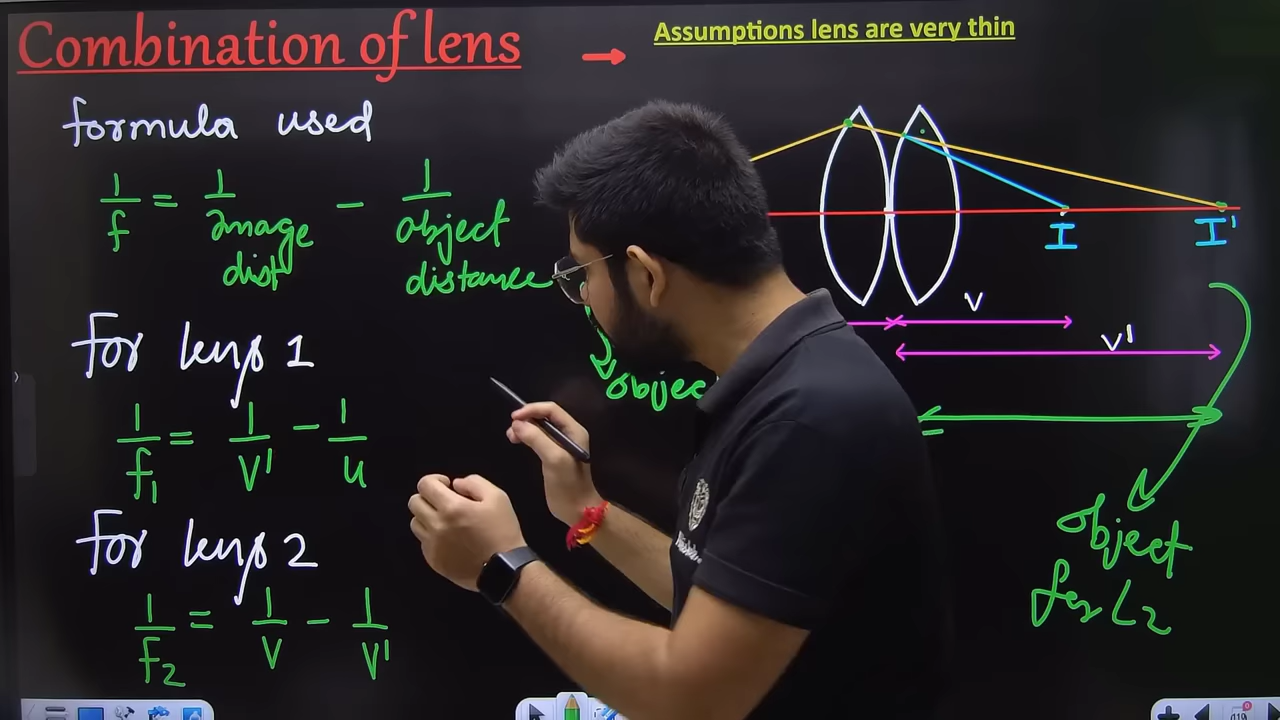 Combination of lens →
Assumptions lens are very thin
formula used
1/f = 1/Image dist - 1/object distance
for lens 1
1/f₁ = 1/V' - 1/u
for lens 2
1/f₂ = 1/V - 1/V'
I
I'
V
V'
objec
object
for L₂